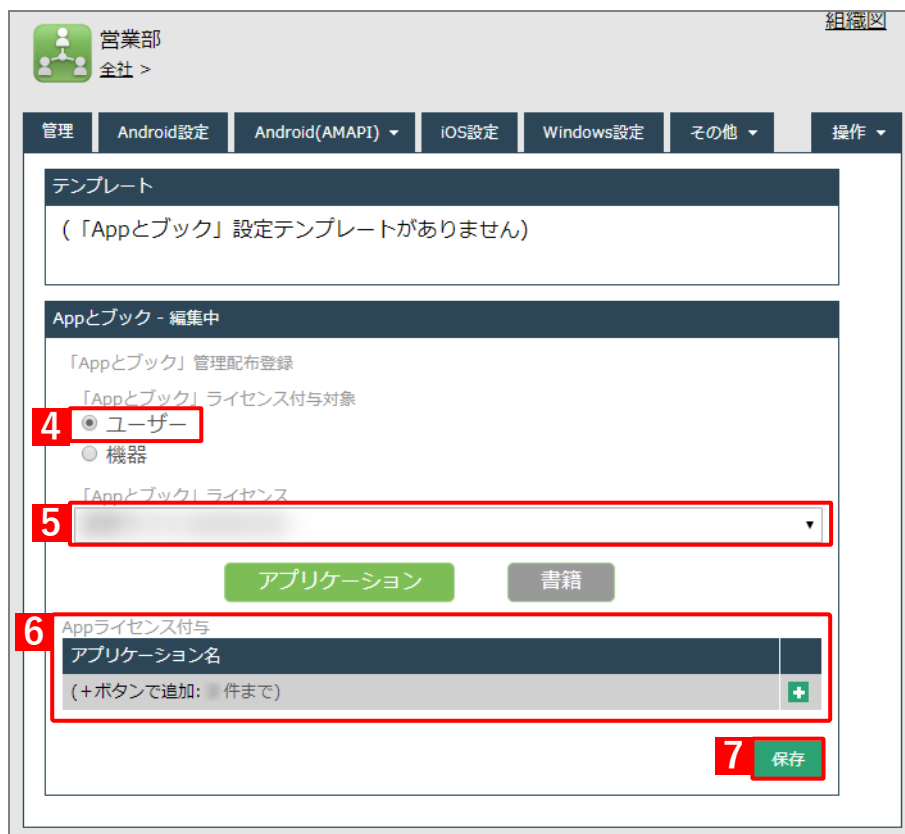 組織図
営業部
全社 >
管理 Android設定 Android(AMAPI) iOS設定 Windows設定 その他 操作
テンプレート
(「Appとブック」設定テンプレートがありません)
Appとブック - 編集中
「Appとブック」管理配布登録
「Appとブック」ライセンス付与対象
4 ユーザー
機器
「Appとブック」ライセンス
5
アプリケーション 書籍
6 Appライセンス付与
アプリケーション名
(+ボタンで追加: 件まで)
7 保存